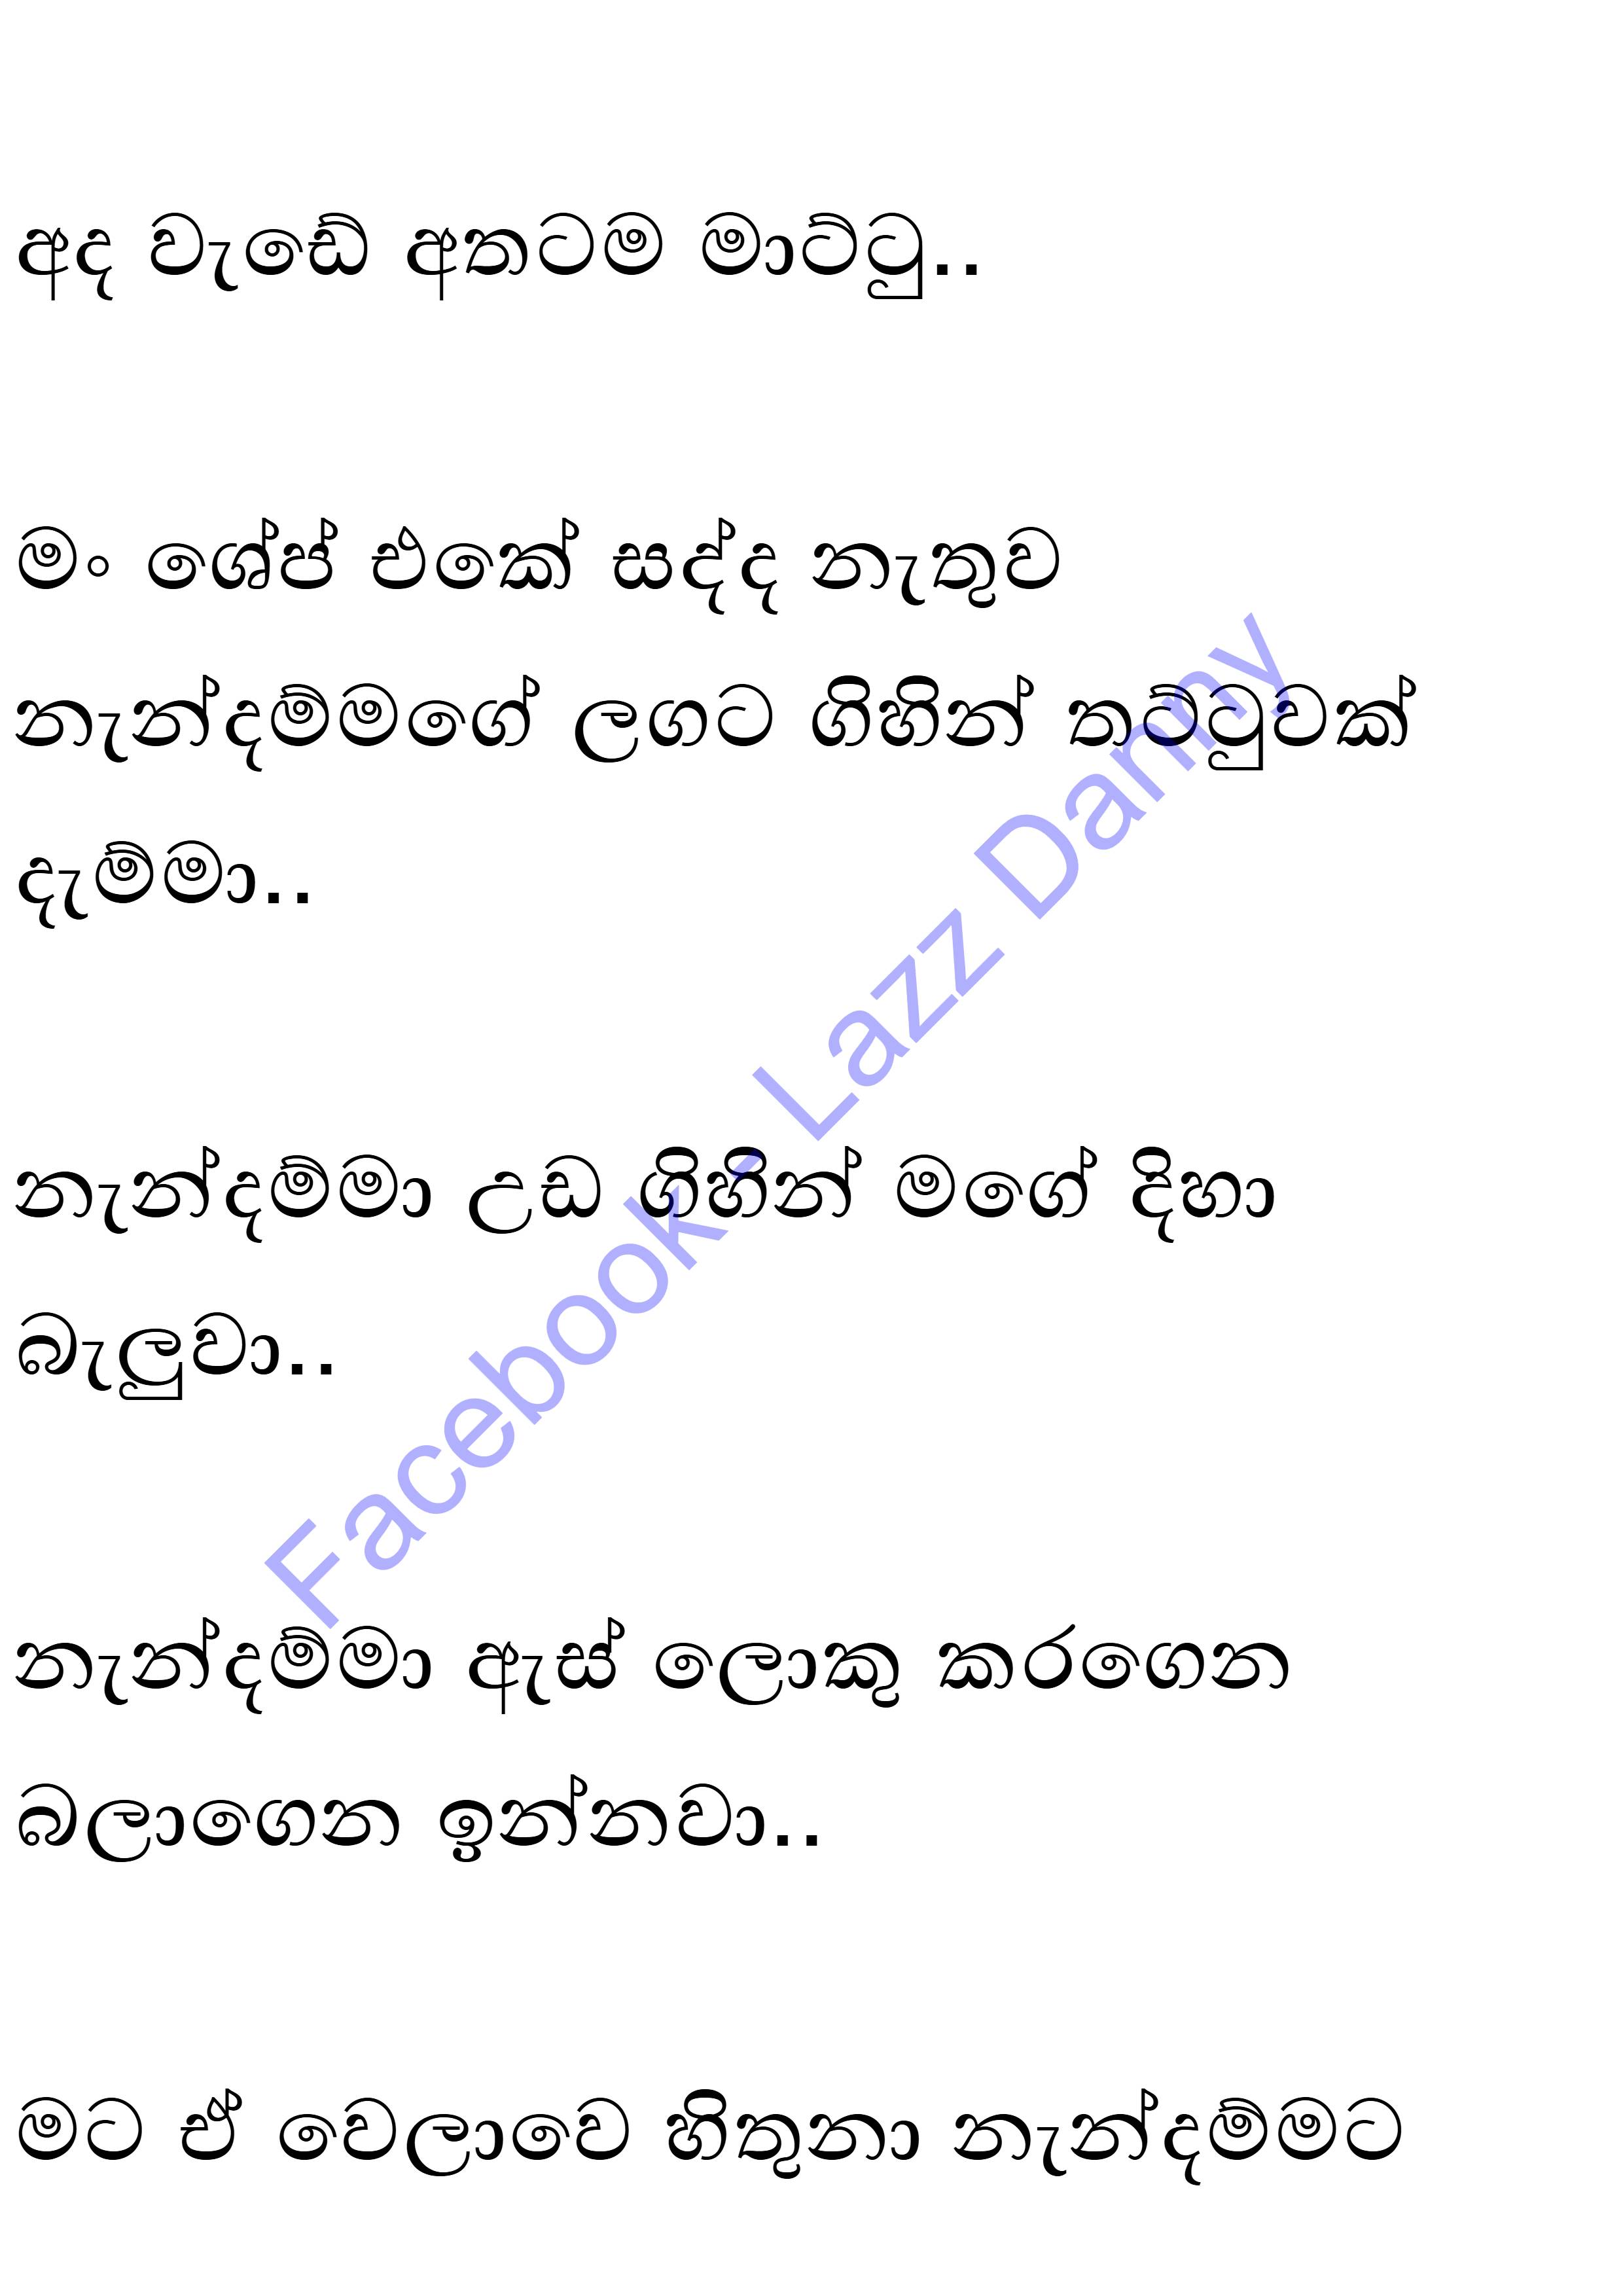 අද වැඩේ අතටම මාට්ටු..
මං ශේප් එකේ සද්ද නැතුව
නැන්දම්මගේ ලගට ගිහින් තට්ටුවක්
දැම්මා..
නැන්දම්මා උඩ ගිහින් මගේ දිහා
බැලුවා..
නැන්දම්මා ඇස් ලොකු කරගෙන
බලාගෙන ඉන්නවා..
මට ඒ වෙලාවෙ හිතුනා නැන්දම්මට
Facebook - Lazz Danny